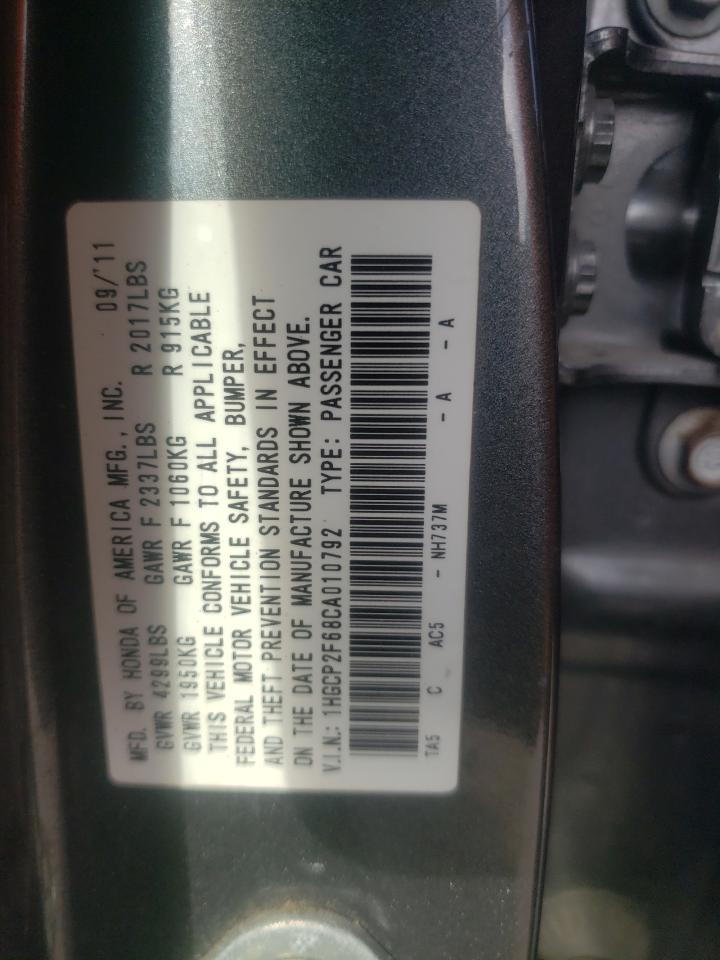 MFD. BY HONDA OF AMERICA MFG., INC. 09/'11
GVWR 4299LBS GAWR F 2337LBS R 2017LBS
GVWR 1950KG GAWR F 1060KG R 915KG
THIS VEHICLE CONFORMS TO ALL APPLICABLE
FEDERAL MOTOR VEHICLE SAFETY, BUMPER,
AND THEFT PREVENTION STANDARDS IN EFFECT
ON THE DATE OF MANUFACTURE SHOWN ABOVE.
V.I.N.: 1HGCP2F68CA010792 TYPE: PASSENGER CAR
TA5 C AC5 - NH737M - A - A